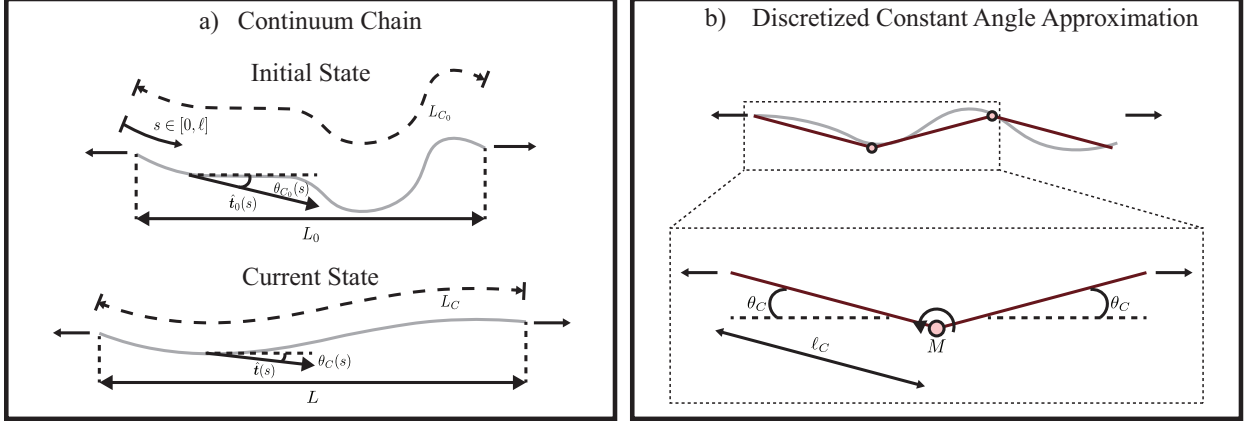 a) Continuum Chain
Initial State
L_{C_0}
s ∈ [0, ℓ]
θ_{C_0}(s)
t̂_0(s)
L_0
Current State
L_C
θ_C(s)
t̂(s)
L
b) Discretized Constant Angle Approximation
θ_C
θ_C
M
ℓ_C